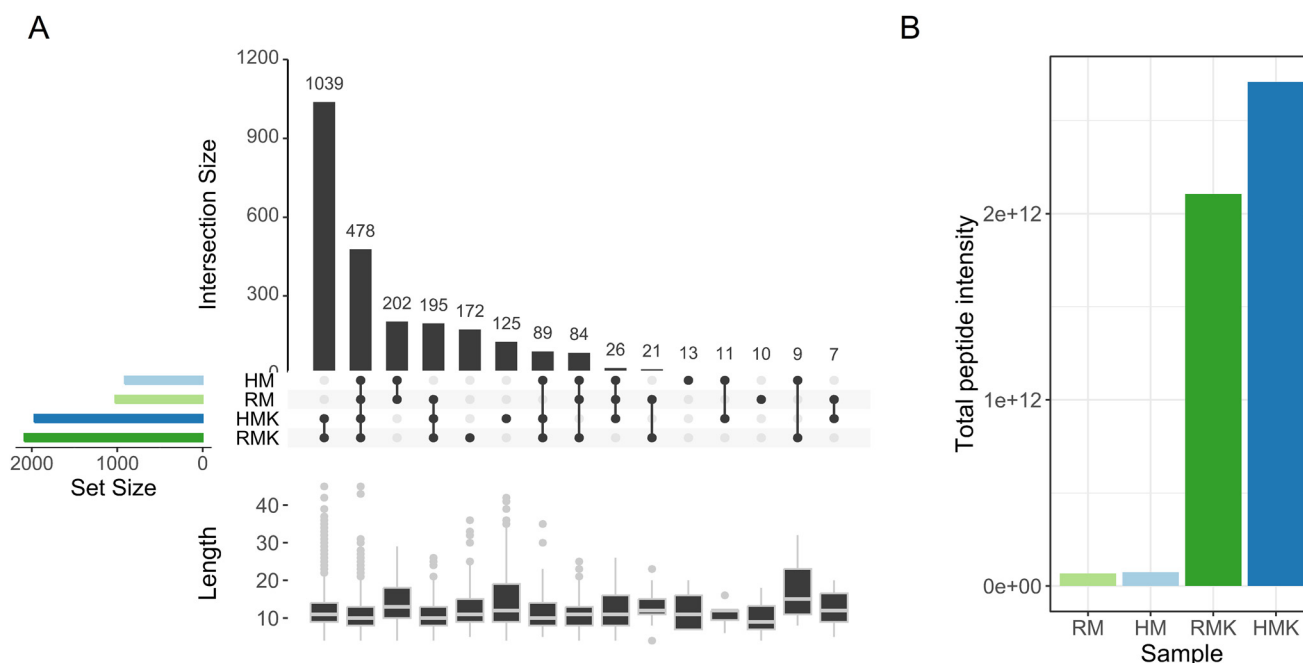 A
B
1200
900
600
300
0
Intersection Size
1039
478
202
195
172
125
89
84
26
21
13
11
10
9
7
HM
RM
HMK
RMK
2000 1000 0
Set Size
40
30
20
10
Length
2e+12
1e+12
0e+00
Total peptide intensity
RM HM RMK HMK
Sample